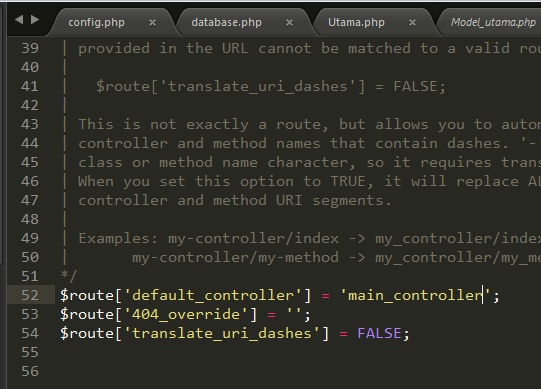 config.php × database.php × Utama.php × Model_utama.php
39 | provided in the URL cannot be matched to a valid rou
40 |
41 | $route['translate_uri_dashes'] = FALSE;
42 |
43 | This is not exactly a route, but allows you to autom
44 | controller and method names that contain dashes. '-'
45 | class or method name character, so it requires trans
46 | When you set this option to TRUE, it will replace AL
47 | controller and method URI segments.
48 |
49 | Examples: my-controller/index -> my_controller/index
50 | my-controller/my-method -> my_controller/my_me
51 */
52 $route['default_controller'] = 'main_controller';
53 $route['404_override'] = '';
54 $route['translate_uri_dashes'] = FALSE;
55
56